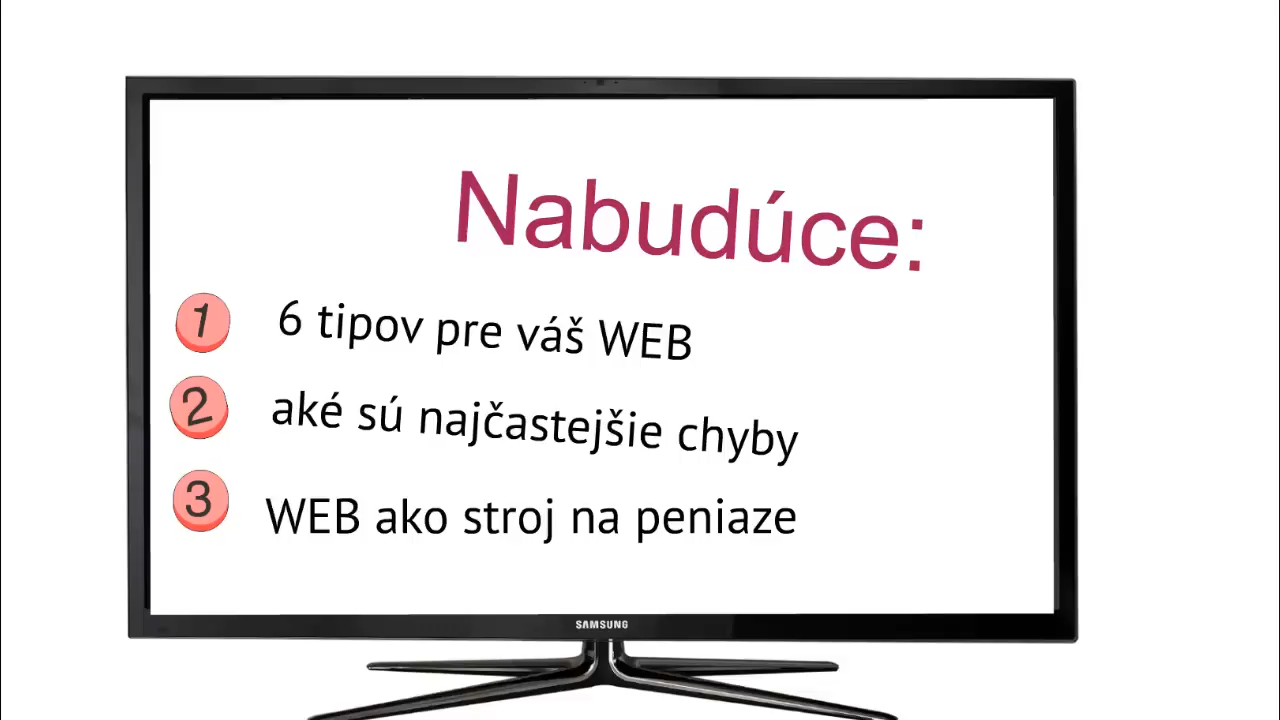 Nabudúce:
1 6 tipov pre váš WEB
2 aké sú najčastejšie chyby
3 WEB ako stroj na peniaze
SAMSUNG